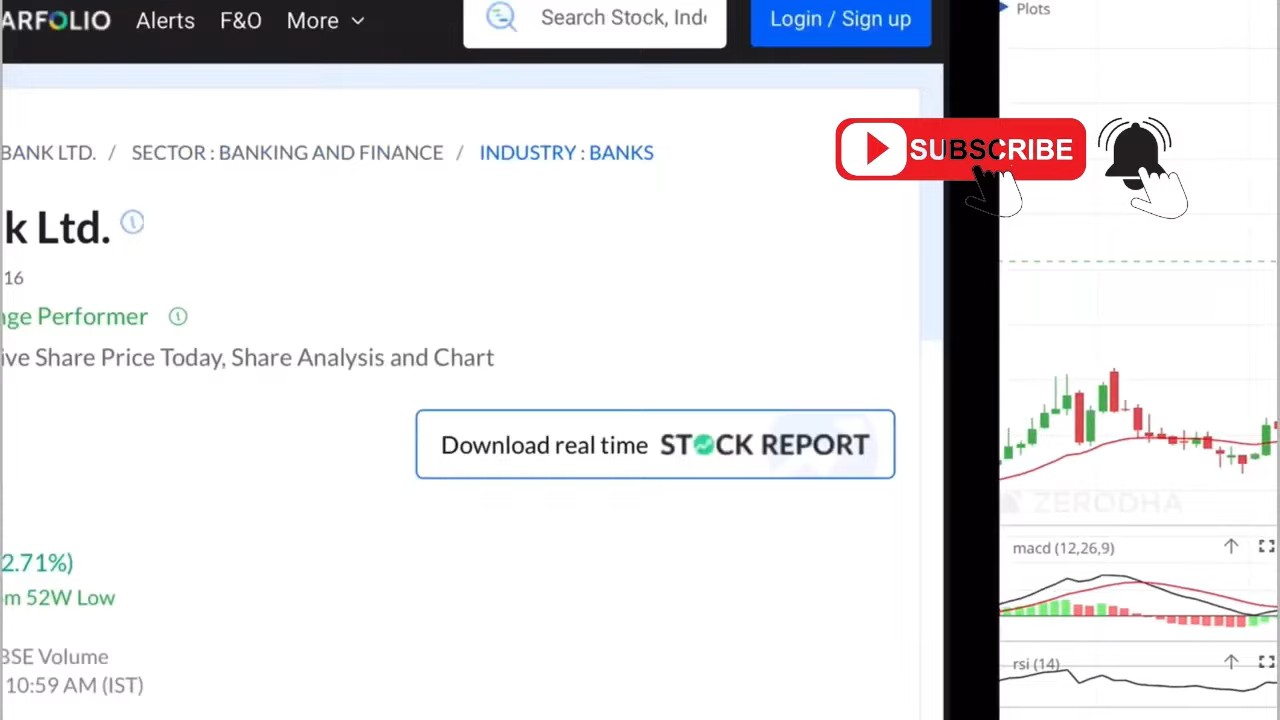 ARFOLIO Alerts F&O More Search Stock, Inde Login / Sign up
Plots
BANK LTD. / SECTOR : BANKING AND FINANCE / INDUSTRY : BANKS
SUBSCRIBE
k Ltd.
16
nge Performer
ive Share Price Today, Share Analysis and Chart
Download real time STOCK REPORT
ZERODHA
macd (12,26,9)
2.71%)
m 52W Low
BSE Volume
rsi (14)
10:59 AM (IST)